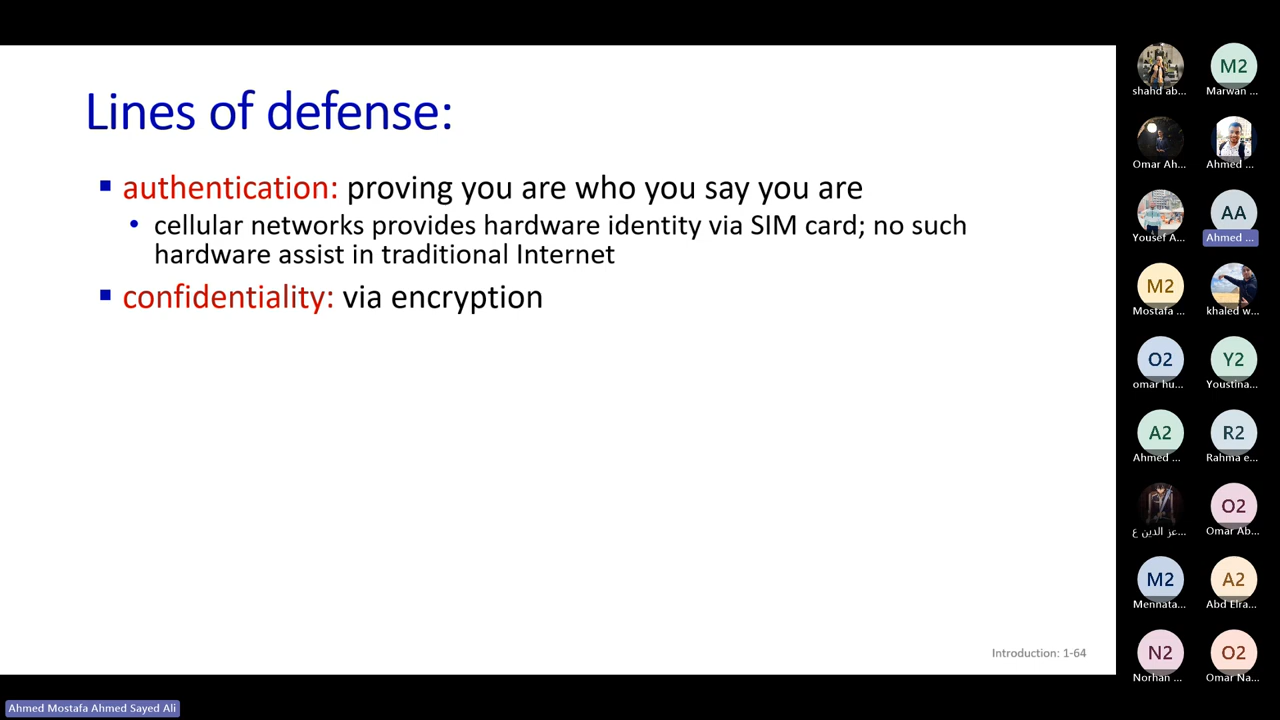 Lines of defense:
authentication: proving you are who you say you are
cellular networks provides hardware identity via SIM card; no such
hardware assist in traditional Internet
confidentiality: via encryption
Introduction: 1-64
shahd ab...
M2
Marwan ...
Omar Ah...
Ahmed ...
Yousef A...
AA
Ahmed ...
M2
Mostafa ...
khaled w...
O2
omar hu...
Y2
Youstina...
A2
Ahmed ...
R2
Rahma e...
عز الدين ع...
O2
Omar Ab...
M2
Mennata...
A2
Abd Elra...
N2
Norhan ...
O2
Omar Na...
Ahmed Mostafa Ahmed Sayed Ali